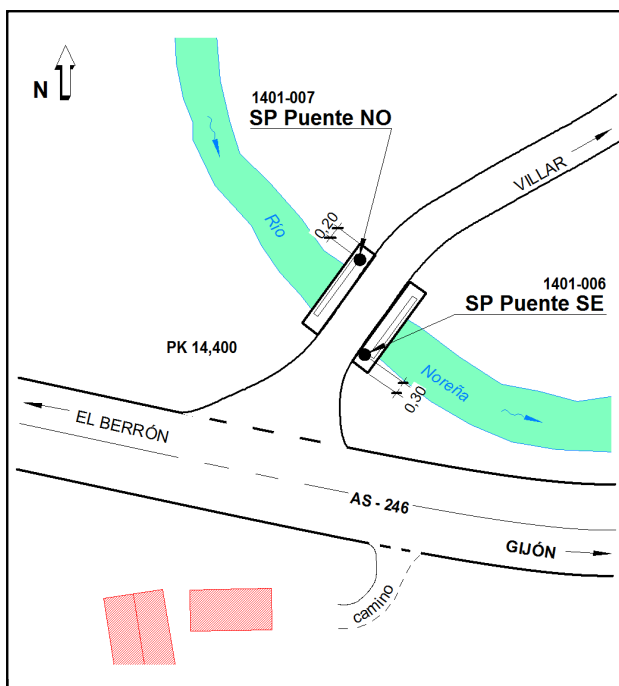 N
1401-007
SP Puente NO
VILLAR
Río
0,20
1401-006
SP Puente SE
PK 14,400
Noreña
0,30
EL BERRÓN
AS - 246
GIJÓN
camino